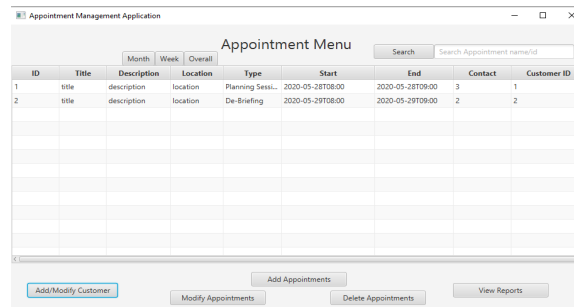 Appointment Management Application
Appointment Menu
Month Week Overall Search Search Appointment name/id
ID Title Description Location Type Start End Contact Customer ID
1 title description location Planning Sessi... 2020-05-28T08:00 2020-05-28T09:00 3 1
2 title description location De-Briefing 2020-05-29T08:00 2020-05-29T09:00 2 2
Add Appointments
Add/Modify Customer View Reports
Modify Appointments Delete Appointments